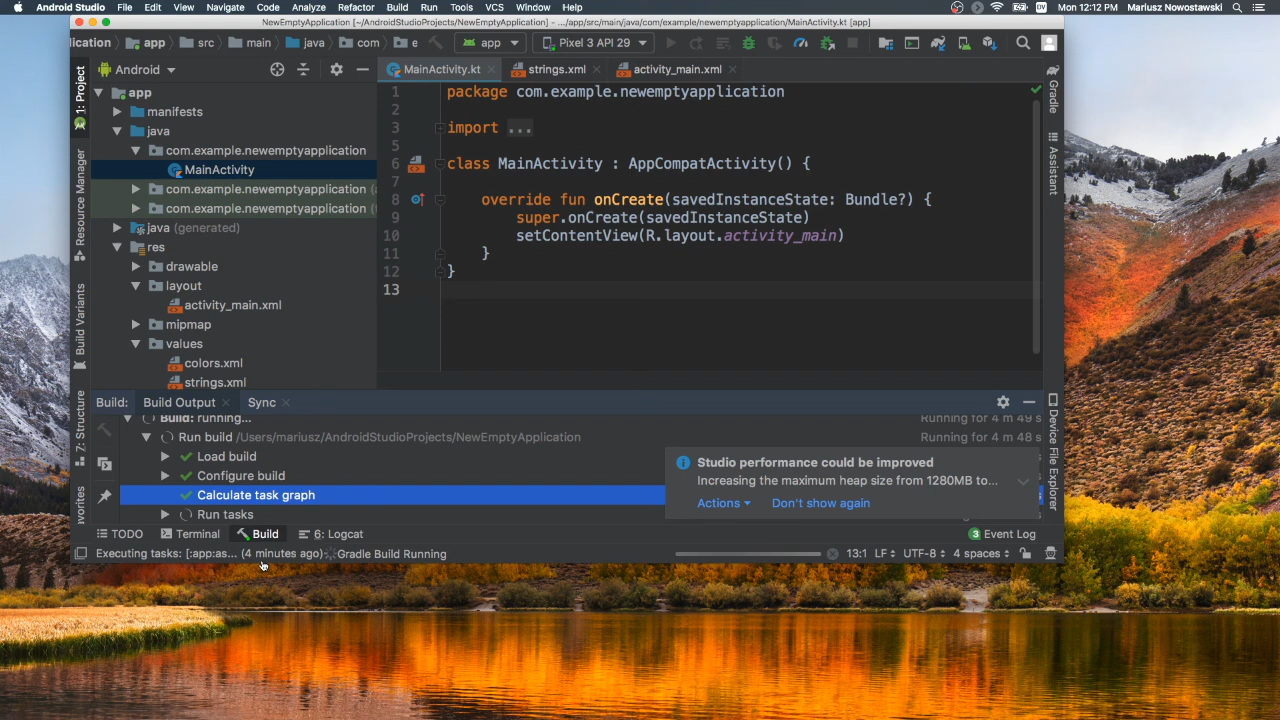 Android Studio File Edit View Navigate Code Analyze Refactor Build Run Tools VCS Window Help DV Mon 12:12 PM Mariusz Nowostawski
NewEmptyApplication [~/AndroidStudioProjects/NewEmptyApplication] - .../app/src/main/java/com/example/newemptyapplication/MainActivity.kt [app]
lication app src main java com e app Pixel 3 API 29
1: Project
Resource Manager
Build Variants
7: Structure
avorites
Android
app
manifests
java
com.example.newemptyapplication
MainActivity
com.example.newemptyapplication (
com.example.newemptyapplication (
java (generated)
res
drawable
layout
activity_main.xml
mipmap
values
colors.xml
strings.xml
MainActivity.kt strings.xml activity_main.xml
1 package com.example.newemptyapplication
2
3 import ...
5
6 class MainActivity : AppCompatActivity() {
7
8 override fun onCreate(savedInstanceState: Bundle?) {
9 super.onCreate(savedInstanceState)
10 setContentView(R.layout.activity_main)
11 }
12 }
13
Gradle
Assistant
Device File Explorer
Build: Build Output Sync
Build: running... Running for 4 m 49 s
Run build /Users/mariusz/AndroidStudioProjects/NewEmptyApplication Running for 4 m 48 s
Load build
Configure build
Calculate task graph
Run tasks
Studio performance could be improved
Increasing the maximum heap size from 1280MB to...
Actions Don't show again
TODO Terminal Build 6: Logcat 3 Event Log
Executing tasks: [:app:as... (4 minutes ago) Gradle Build Running 13:1 LF UTF-8 4 spaces